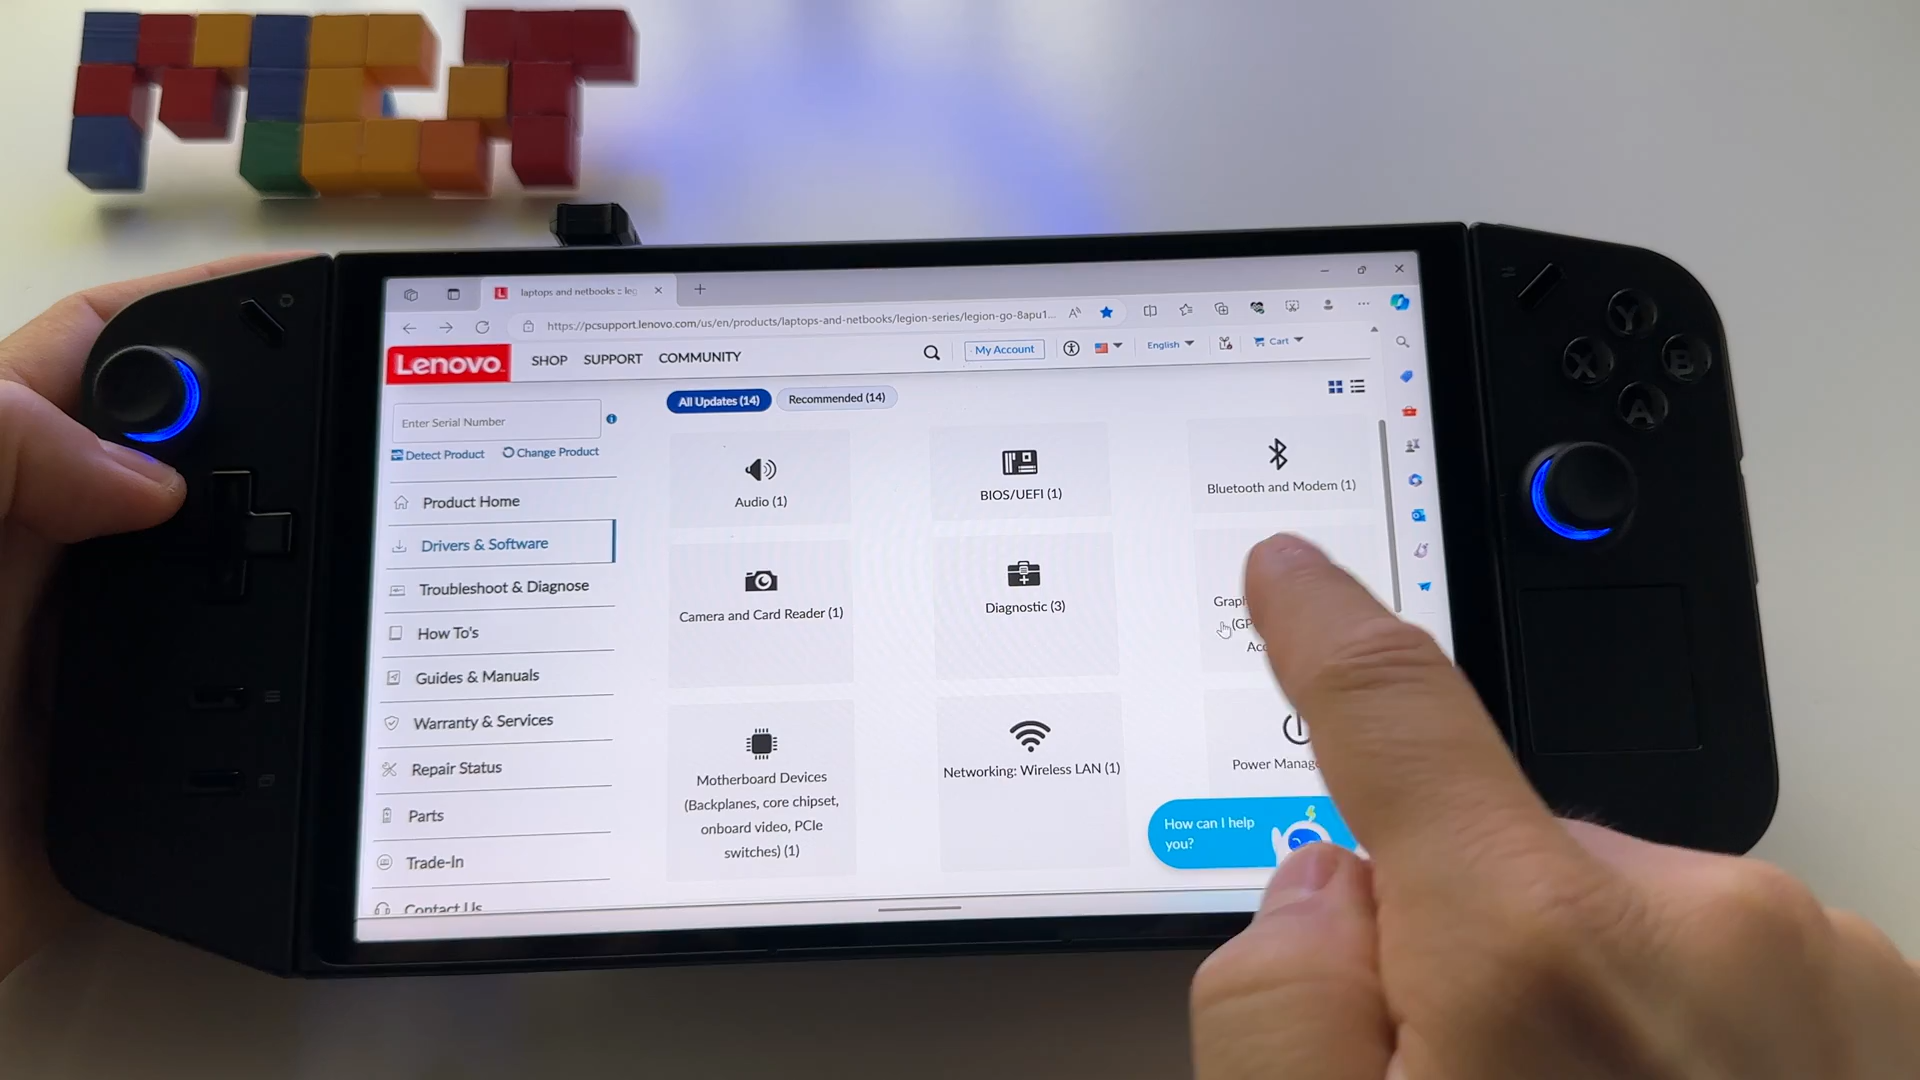 laptops and netbooks :: leg
https://pcsupport.lenovo.com/us/en/products/laptops-and-netbooks/legion-series/legion-go-8apu1...
Lenovo
SHOP
SUPPORT
COMMUNITY
My Account
English
Cart
Enter Serial Number
Detect Product
Change Product
Product Home
Drivers & Software
Troubleshoot & Diagnose
How To's
Guides & Manuals
Warranty & Services
Repair Status
Parts
Trade-In
Contact Us
All Updates (14)
Recommended (14)
Audio (1)
BIOS/UEFI (1)
Bluetooth and Modem (1)
Camera and Card Reader (1)
Diagnostic (3)
Motherboard Devices
(Backplanes, core chipset,
onboard video, PCIe
switches) (1)
Networking: Wireless LAN (1)
How can I help
you?
Y
X
B
A